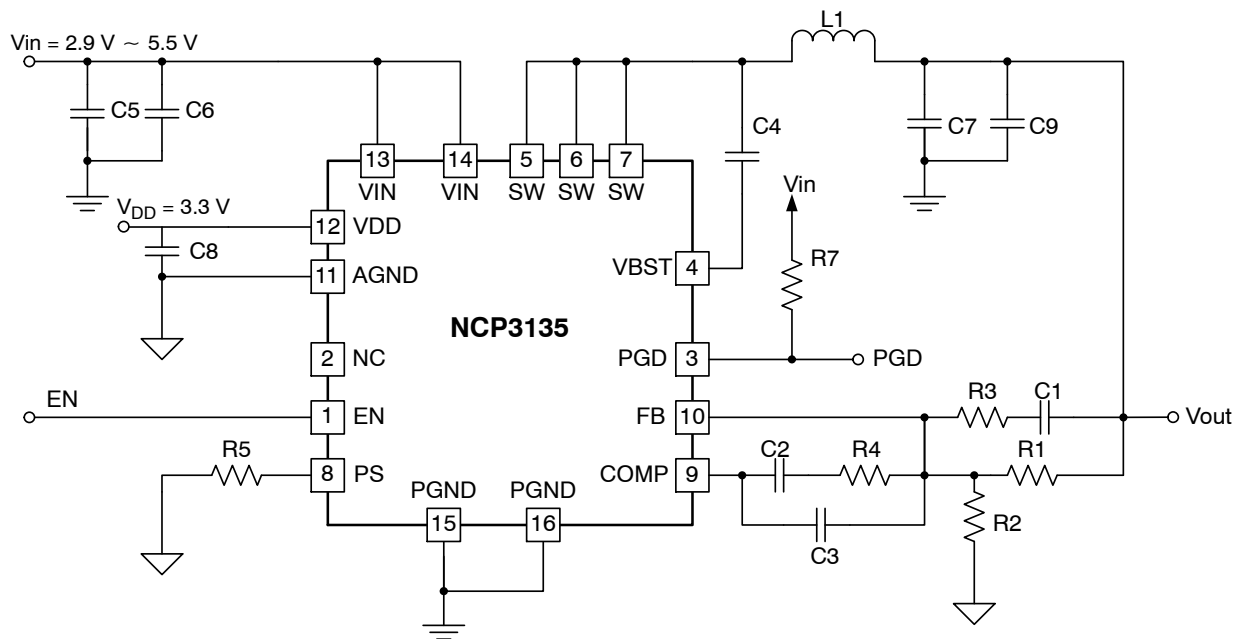 L1
Vin = 2.9 V ~ 5.5 V
C5
C6
C4
C7
C9
13
14
5
6
7
VIN
VIN
SW
SW
SW
Vin
VDD = 3.3 V
12
VDD
C8
11
AGND
VBST
4
R7
NCP3135
2
NC
PGD
3
PGD
EN
1
EN
FB
10
R3
C1
Vout
R5
8
PS
COMP
9
C2
R4
R1
PGND
PGND
15
16
C3
R2